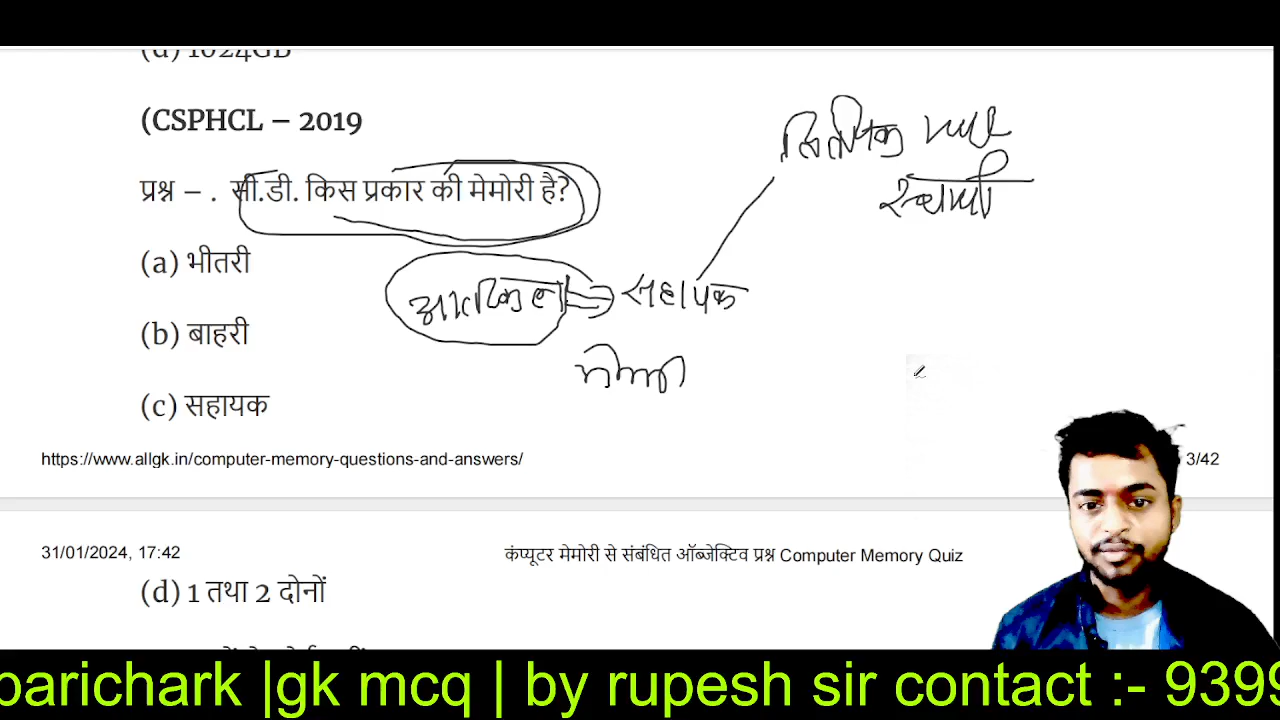 (d) 1024GB
(CSPHCL – 2019
प्रश्न – . सी.डी. किस प्रकार की मेमोरी है?
(a) भीतरी
(b) बाहरी
(c) सहायक
द्वितीयक
स्थायी
सहायक
मेमोरी
https://www.allgk.in/computer-memory-questions-and-answers/
3/42
31/01/2024, 17:42
कंप्यूटर मेमोरी से संबंधित ऑब्जेक्टिव प्रश्न Computer Memory Quiz
(d) 1 तथा 2 दोनों
parichark |gk mcq | by rupesh sir contact :- 9399